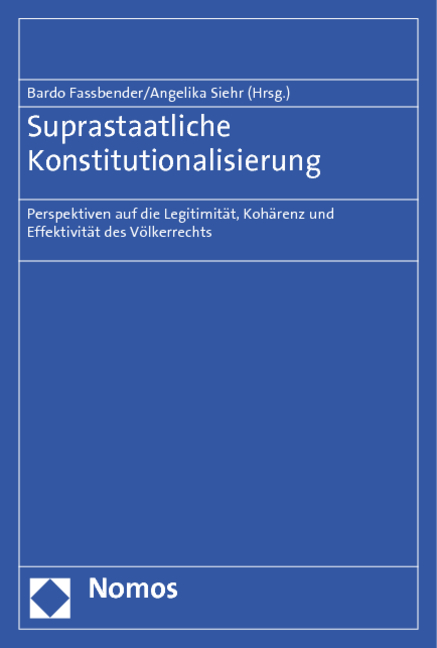 Bardo Fassbender/Angelika Siehr (Hrsg.)
Suprastaatliche
Konstitutionalisierung
Perspektiven auf die Legitimität, Kohärenz und
Effektivität des Völkerrechts
Nomos